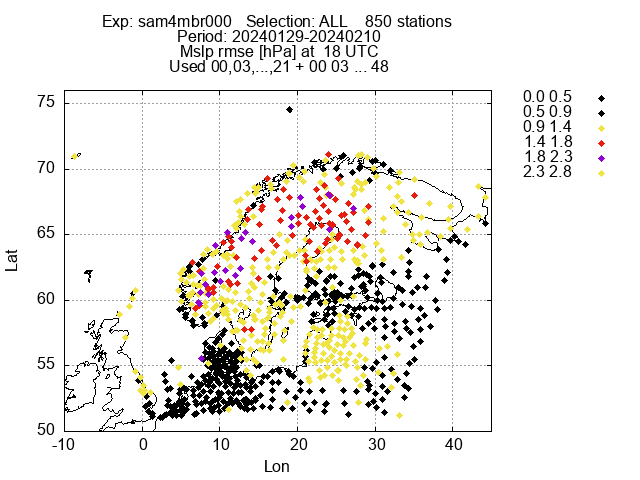 Exp: sam4mbr000 Selection: ALL 850 stations
Period: 20240129-20240210
Mslp rmse [hPa] at 18 UTC
Used 00,03,...,21 + 00 03 ... 48
75
70
65
60
55
50
Lat
-10 0 10 20 30 40
Lon
0.0 0.5
0.5 0.9
0.9 1.4
1.4 1.8
1.8 2.3
2.3 2.8